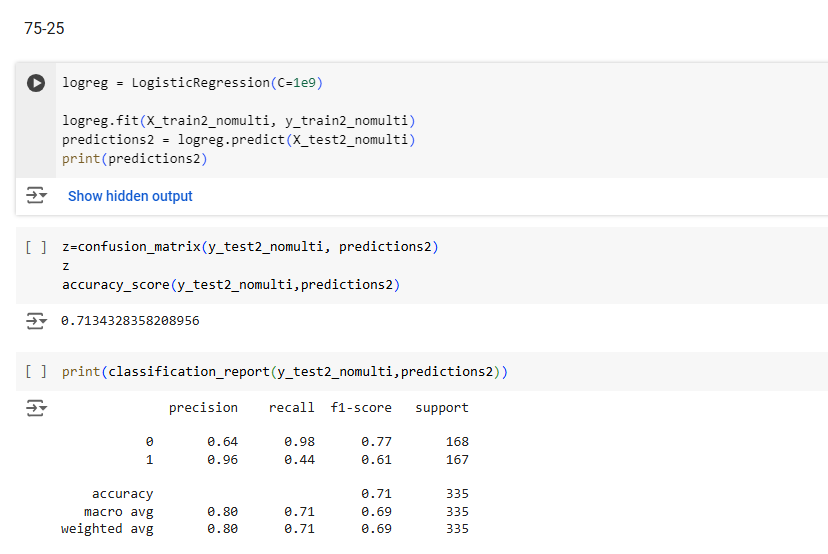 75-25
logreg = LogisticRegression(C=1e9)
logreg.fit(X_train2_nomulti, y_train2_nomulti)
predictions2 = logreg.predict(X_test2_nomulti)
print(predictions2)
Show hidden output
[ ] z=confusion_matrix(y_test2_nomulti, predictions2)
z
accuracy_score(y_test2_nomulti,predictions2)
0.7134328358208956
[ ] print(classification_report(y_test2_nomulti,predictions2))
precision recall f1-score support
0 0.64 0.98 0.77 168
1 0.96 0.44 0.61 167
accuracy 0.71 335
macro avg 0.80 0.71 0.69 335
weighted avg 0.80 0.71 0.69 335